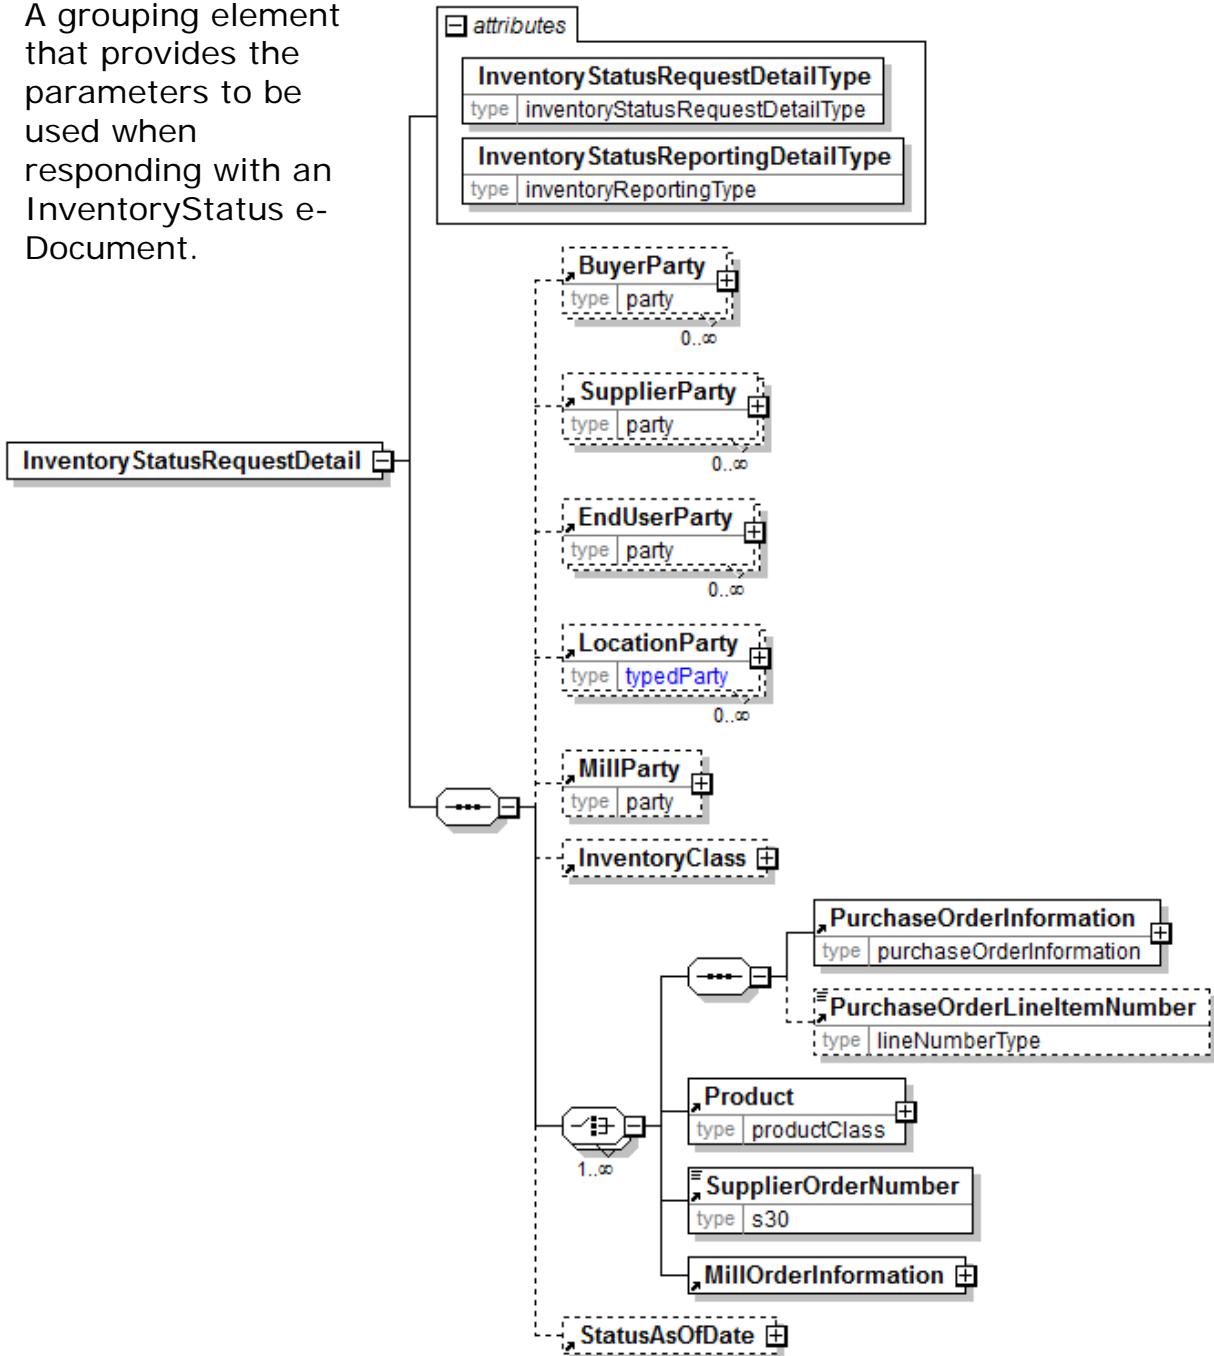 A grouping element
that provides the
parameters to be
used when
responding with an
InventoryStatus e-
Document.
attributes
InventoryStatusRequestDetailType
type inventoryStatusRequestDetailType
InventoryStatusReportingDetailType
type inventoryReportingType
BuyerParty
type party
0..∞
SupplierParty
type party
0..∞
InventoryStatusRequestDetail
EndUserParty
type party
0..∞
LocationParty
type typedParty
0..∞
MillParty
type party
InventoryClass
PurchaseOrderInformation
type purchaseOrderInformation
PurchaseOrderLineItemNumber
type lineNumberType
Product
type productClass
1..∞
SupplierOrderNumber
type s30
MillOrderInformation
StatusAsOfDate